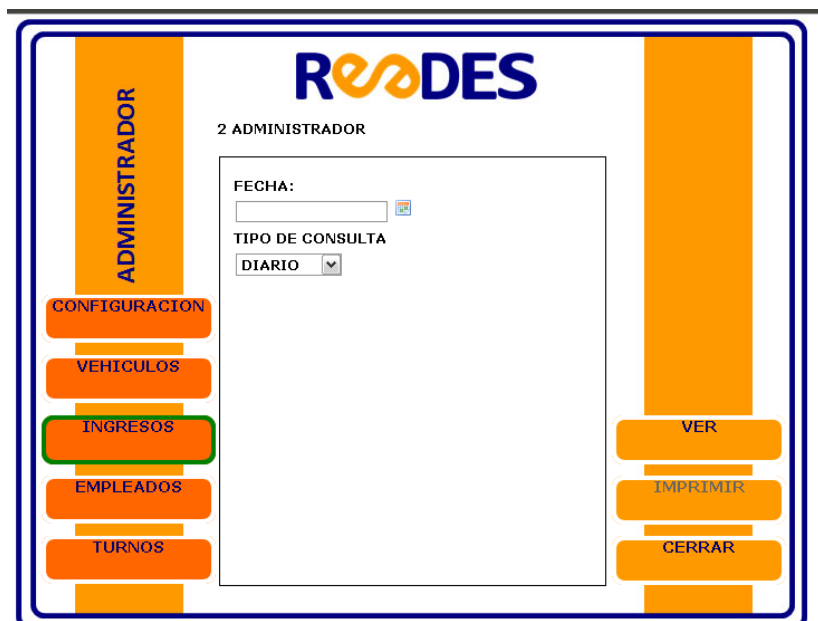 REDES
ADMINISTRADOR
2 ADMINISTRADOR
FECHA:
TIPO DE CONSULTA
DIARIO
CONFIGURACION
VEHICULOS
INGRESOS
EMPLEADOS
TURNOS
VER
IMPRIMIR
CERRAR